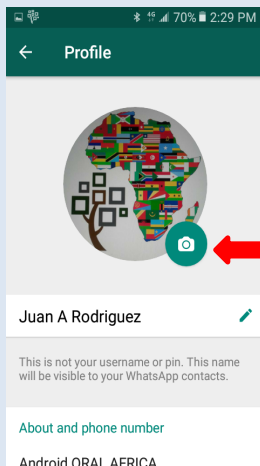 70% 2:29 PM
Profile
Juan A Rodriguez
This is not your username or pin. This name
will be visible to your WhatsApp contacts.
About and phone number
Android ORAL AFRICA